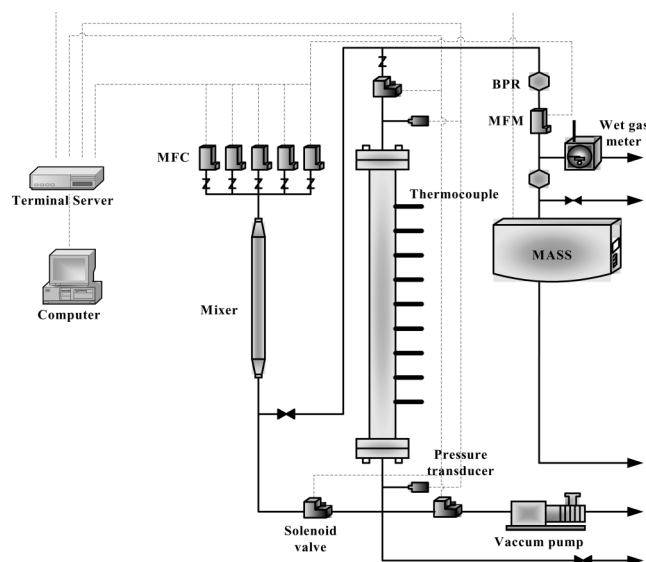 BPR
MFM
Wet gas
meter
MFC
Terminal Server
Thermocouple
MASS
Mixer
Computer
Pressure
transducer
Solenoid
valve
Vaccum pump